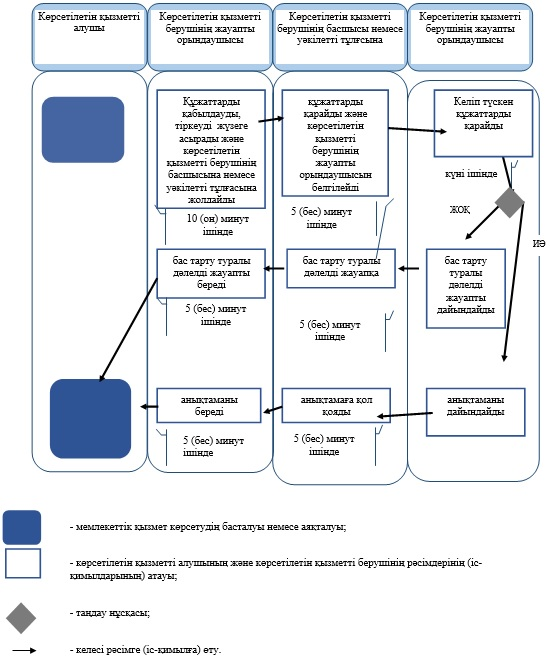 Көрсетілетін қызметті
алушы
Көрсетілетін қызметті
берушінің жауапты
орындаушысы
Көрсетілетін қызметті
берушінің басшысы немесе
уәкілетті тұлғасына
Көрсетілетін қызметті
берушінің жауапты
орындаушысы
Құжаттарды
қабылдауды,
тіркеуді жүзеге
асырады және
көрсетілетін
қызметті берушінің
басшысына немесе
уәкілетті тұлғасына
жолдайды
10 (он) минут
ішінде
құжаттарды
қарайды және
көрсетілетін
қызметті
берушінің
жауапты
орындаушысын
белгілейді
5 (бес) минут
ішінде
Келіп түскен
құжаттарды
қарайды
күні ішінде
ЖОҚ
ИӘ
бас тарту туралы
дәлелді жауапты
береді
5 (бес) минут
ішінде
бас тарту туралы
дәлелді жауапқа
5 (бес) минут
ішінде
бас тарту
туралы
дәлелді
жауапты
дайындайды
анықтаманы
береді
5 (бес) минут
ішінде
анықтамаға қол
қояды
5 (бес) минут
ішінде
анықтаманы
дайындайды
- мемлекеттік қызмет көрсетудің басталуы немесе аяқталуы;
- көрсетілетін қызметті алушының және көрсетілетін қызметті берушінің рәсімдерінің (іс-
қимылдарының) атауы;
- таңдау нұсқасы;
- келесі рәсімге (іс-қимылға) өту.